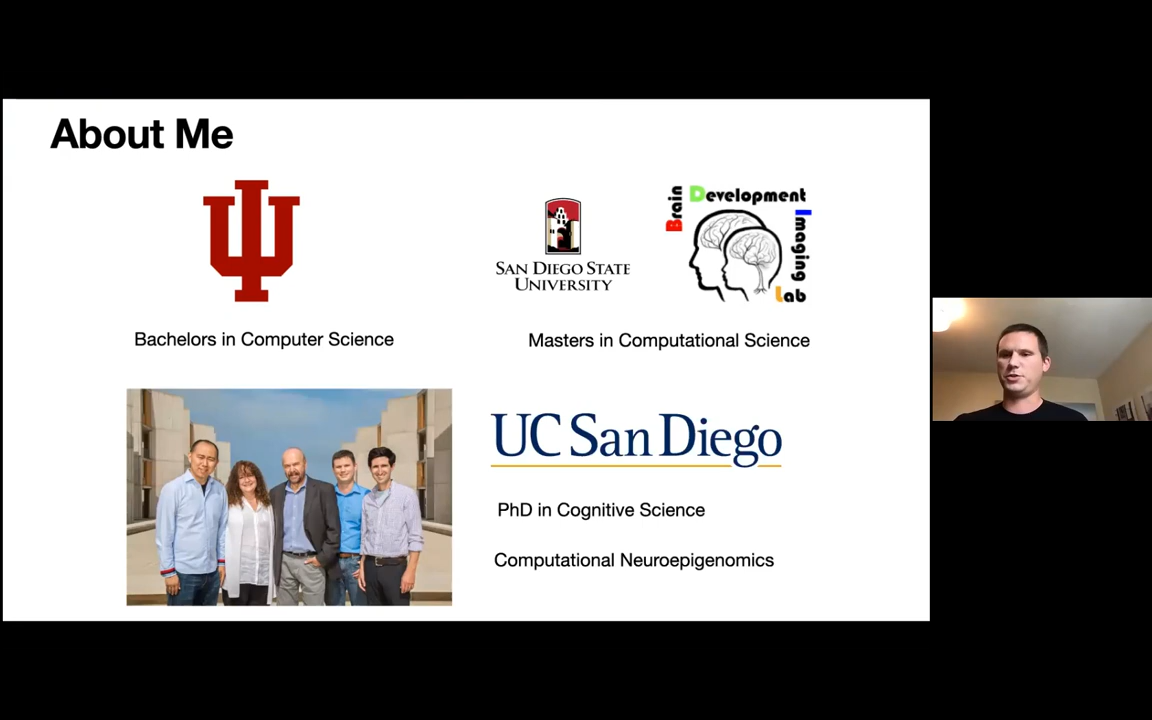 About Me
SAN DIEGO STATE
UNIVERSITY
Brain
Development
Imaging
Lab
Bachelors in Computer Science
Masters in Computational Science
UC San Diego
PhD in Cognitive Science
Computational Neuroepigenomics